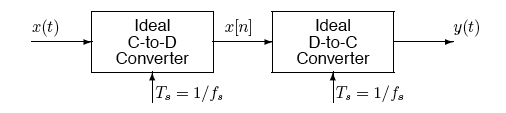 x(t)
Ideal
C-to-D
Converter
x[n]
Ideal
D-to-C
Converter
y(t)
T_s = 1/f_s
T_s = 1/f_s